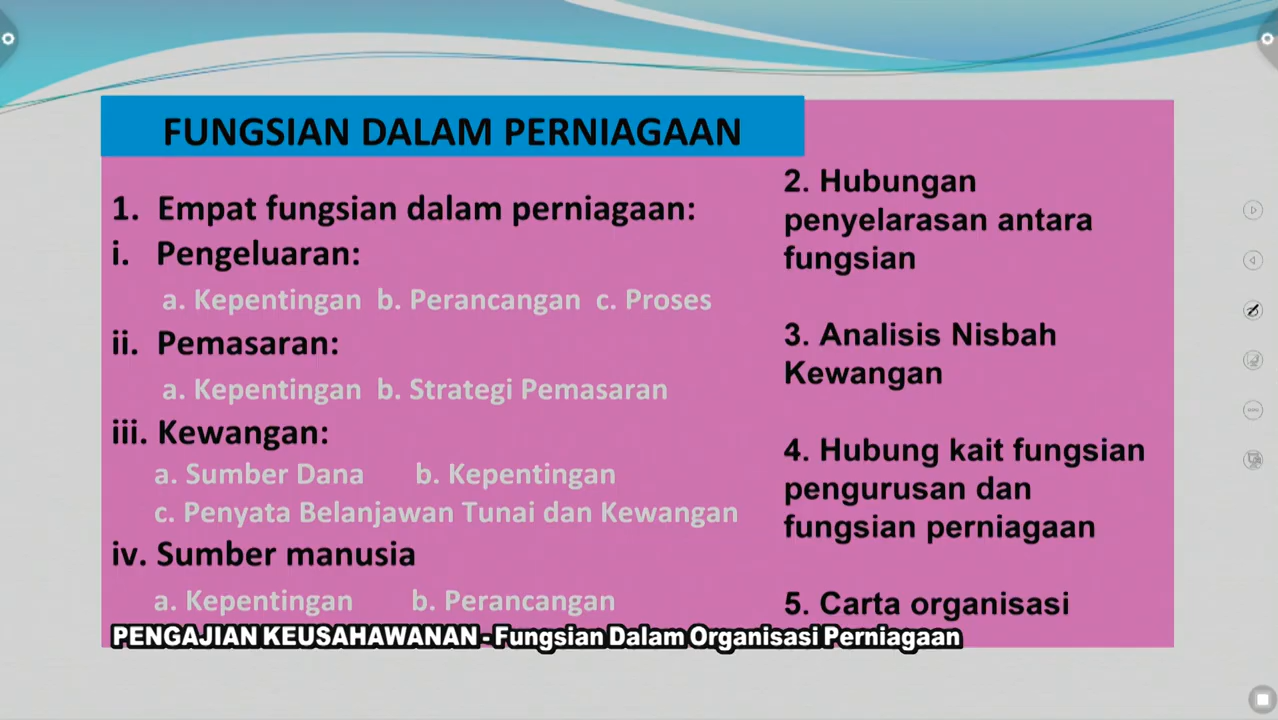 FUNGSIAN DALAM PERNIAGAAN
1. Empat fungsian dalam perniagaan:
i. Pengeluaran:
a. Kepentingan b. Perancangan c. Proses
ii. Pemasaran:
a. Kepentingan b. Strategi Pemasaran
iii. Kewangan:
a. Sumber Dana b. Kepentingan
c. Penyata Belanjawan Tunai dan Kewangan
iv. Sumber manusia
a. Kepentingan b. Perancangan
2. Hubungan
penyelarasan antara
fungsian
3. Analisis Nisbah
Kewangan
4. Hubung kait fungsian
pengurusan dan
fungsian perniagaan
5. Carta organisasi
PENGAJIAN KEUSAHAWANAN - Fungsian Dalam Organisasi Perniagaan